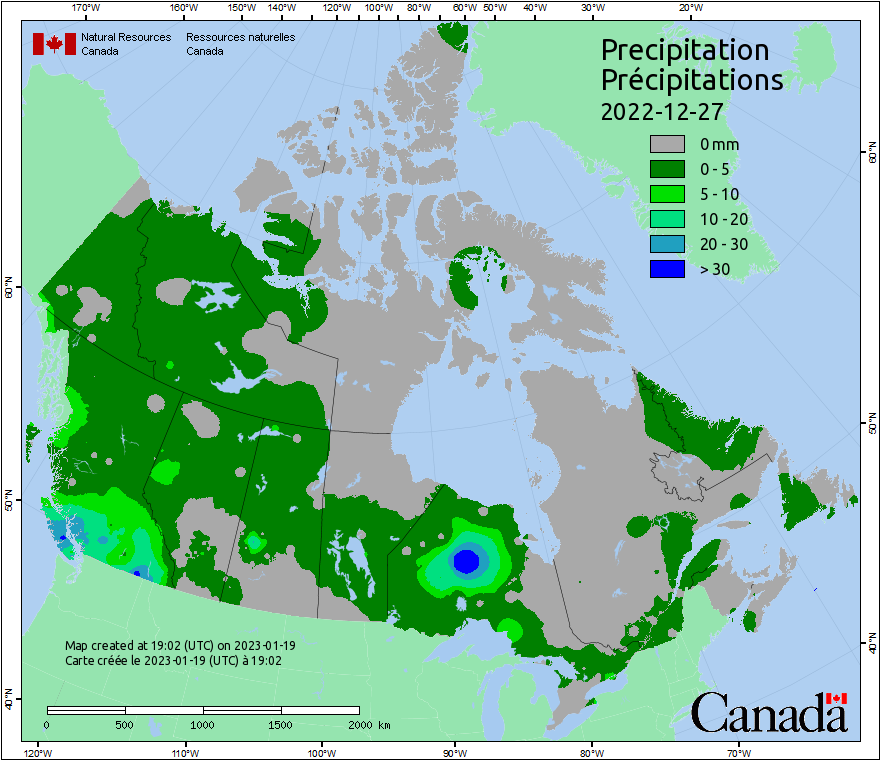 170°W 160°W 150°W 140°W 130°W 120°W 110°W 100°W 90°W 80°W 60°W 50°W 40°W 30°W 20°W
Natural Resources Canada
Ressources naturelles Canada
Precipitation
Précipitations
2022-12-27
0 mm
0 - 5
5 - 10
10 - 20
20 - 30
> 30
60°N
60°N
50°N
50°N
40°N
40°N
Map created at 19:02 (UTC) on 2023-01-19
Carte créée le 2023-01-19 (UTC) à 19:02
0 500 1000 1500 2000 km
Canada
120°W 110°W 100°W 90°W 80°W 70°W